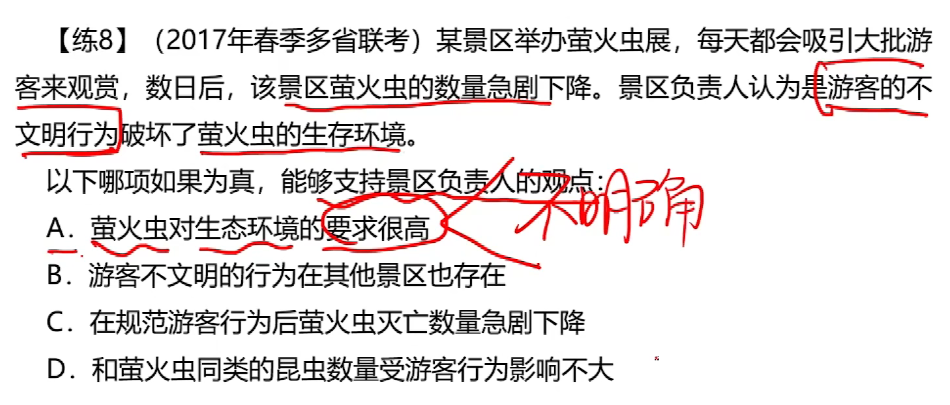 【练8】（2017年春季多省联考）某景区举办萤火虫展，每天都会吸引大批游
客来观赏，数日后，该景区萤火虫的数量急剧下降。景区负责人认为是游客的不
文明行为破坏了萤火虫的生存环境。
以下哪项如果为真，能够支持景区负责人的观点：
不明确
A．萤火虫对生态环境的要求很高
B．游客不文明的行为在其他景区也存在
C．在规范游客行为后萤火虫灭亡数量急剧下降
D．和萤火虫同类的昆虫数量受游客行为影响不大